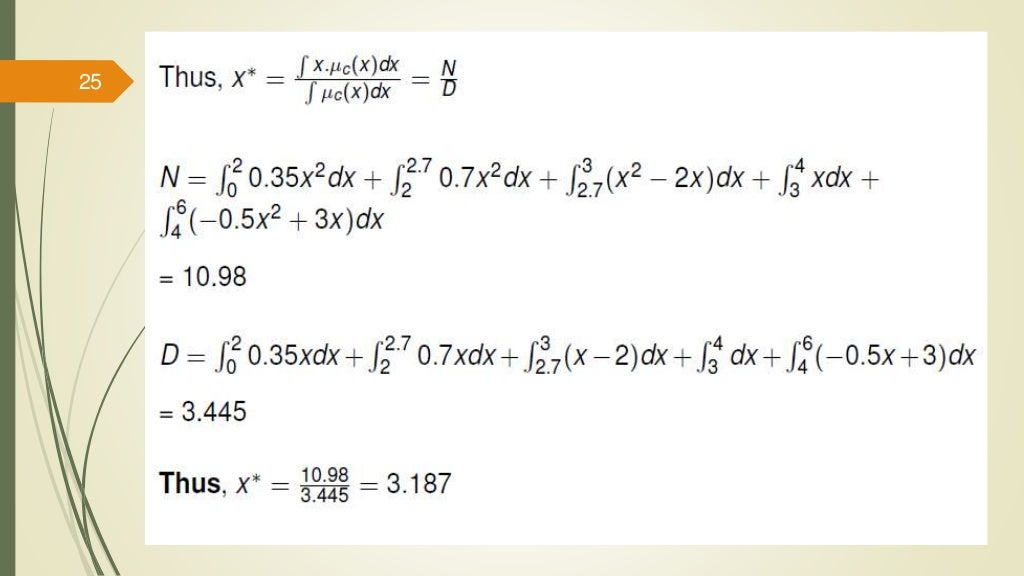 25
Thus, x* = ∫ x.μc(x)dx / ∫ μc(x)dx = N/D
N = ∫₀² 0.35x²dx + ∫₂^2.7 0.7x²dx + ∫_2.7^3 (x² − 2x)dx + ∫₃⁴ xdx +
∫₄⁶(−0.5x² + 3x)dx
= 10.98
D = ∫₀² 0.35xdx + ∫₂^2.7 0.7xdx + ∫_2.7^3 (x − 2)dx + ∫₃⁴ dx + ∫₄⁶(−0.5x + 3)dx
= 3.445
Thus, x* = 10.98/3.445 = 3.187